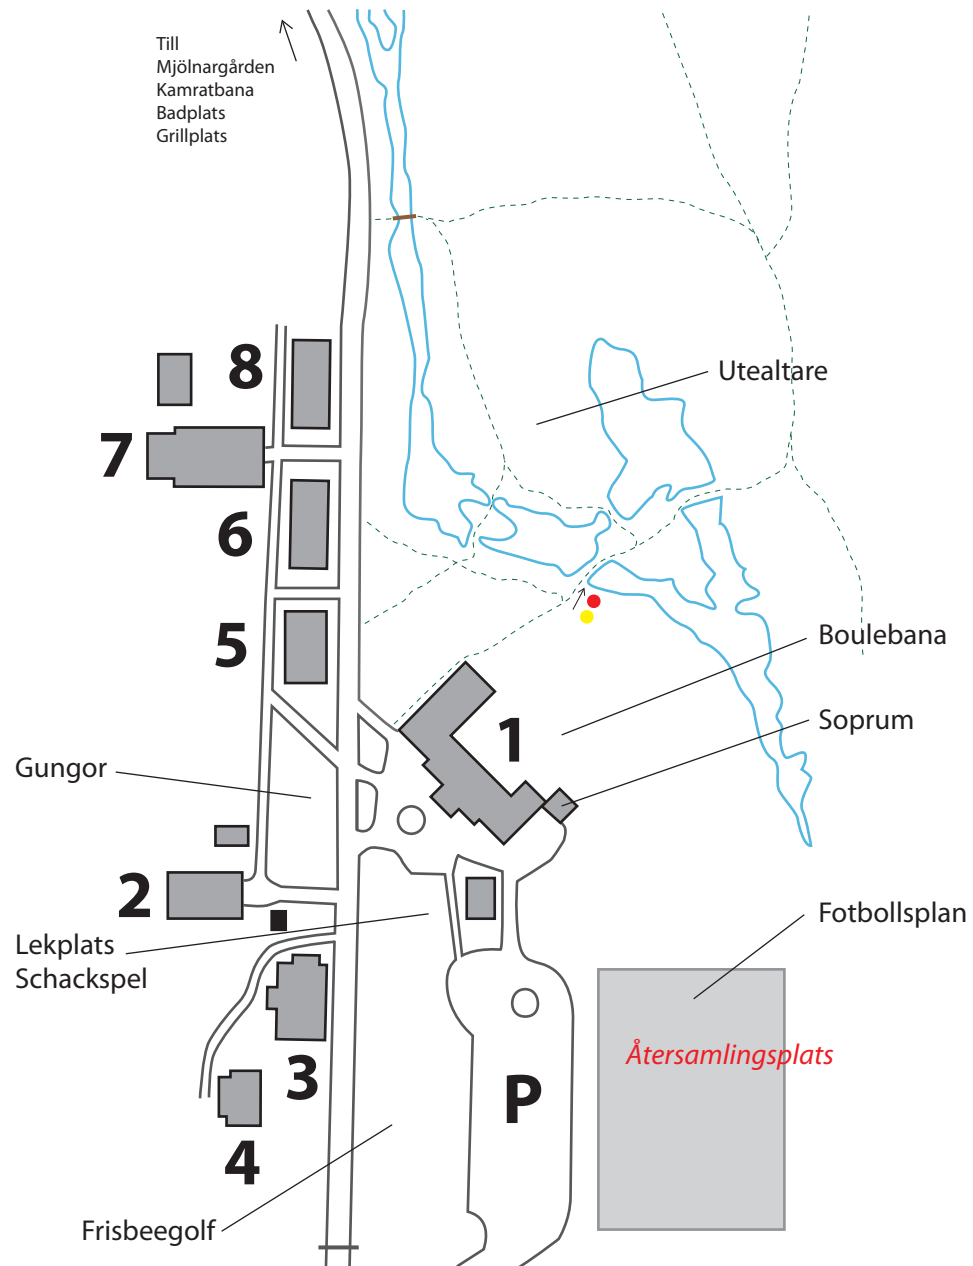 Till
Mjölnargården
Kamratbana
Badplats
Grillplats
8
Utealtare
7
6
5
Boulebana
1
Soprum
Gungor
2
Fotbollsplan
Lekplats
Schackspel
Återsamlingsplats
3
P
4
Frisbeegolf